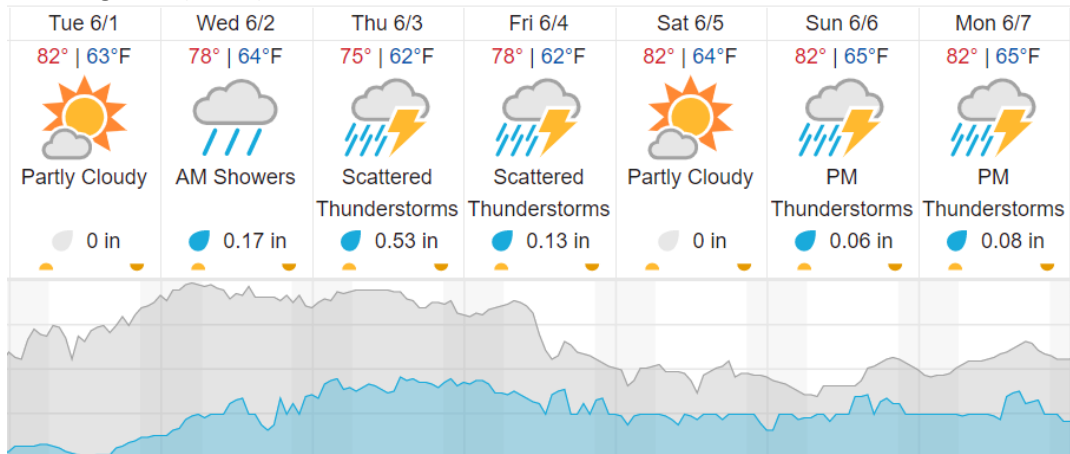 Tue 6/1 Wed 6/2 Thu 6/3 Fri 6/4 Sat 6/5 Sun 6/6 Mon 6/7
82° | 63°F 78° | 64°F 75° | 62°F 78° | 62°F 82° | 64°F 82° | 65°F 82° | 65°F
Partly Cloudy AM Showers Scattered Scattered Partly Cloudy PM PM
Thunderstorms Thunderstorms Thunderstorms Thunderstorms
0 in 0.17 in 0.53 in 0.13 in 0 in 0.06 in 0.08 in